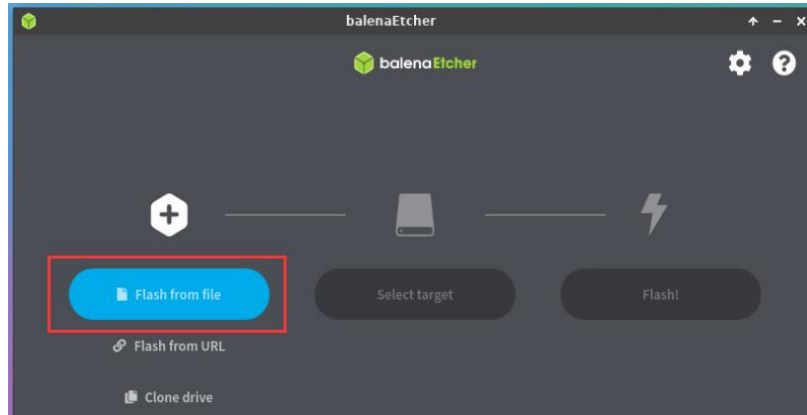 balenaEtcher
balenaEtcher
Flash from file
Select target
Flash!
Flash from URL
Clone drive